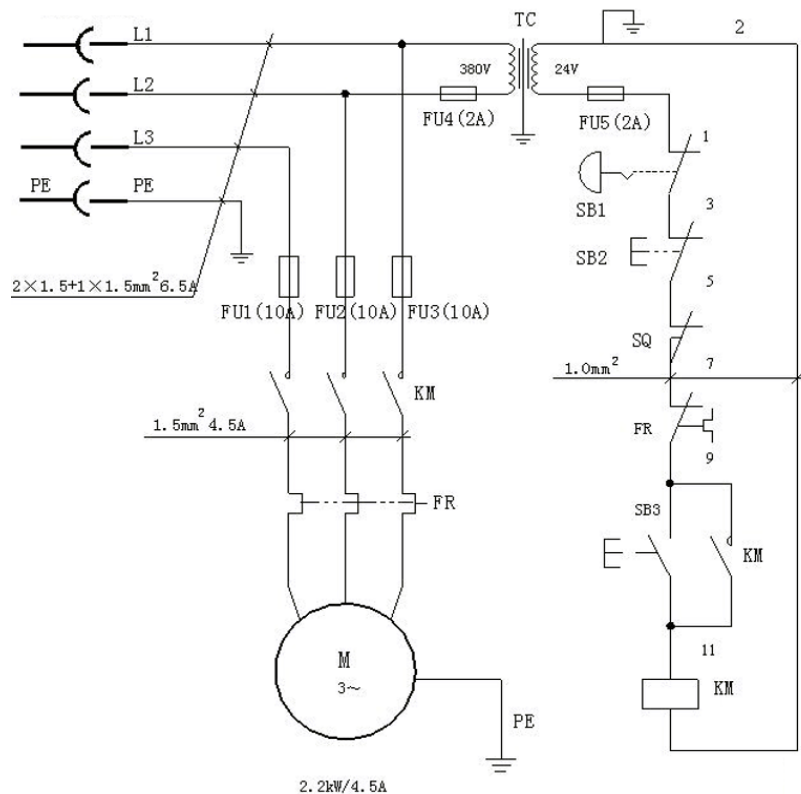 L1
TC
2
L2
380V
24V
FU4(2A)
FU5(2A)
L3
1
PE
PE
SB1
3
SB2
2×1.5+1×1.5mm² 6.5A
5
FU1(10A)
FU2(10A)
FU3(10A)
SQ
7
1.0mm²
KM
1.5mm² 4.5A
FR
9
FR
SB3
KM
M
3~
11
KM
PE
2.2kW/4.5A